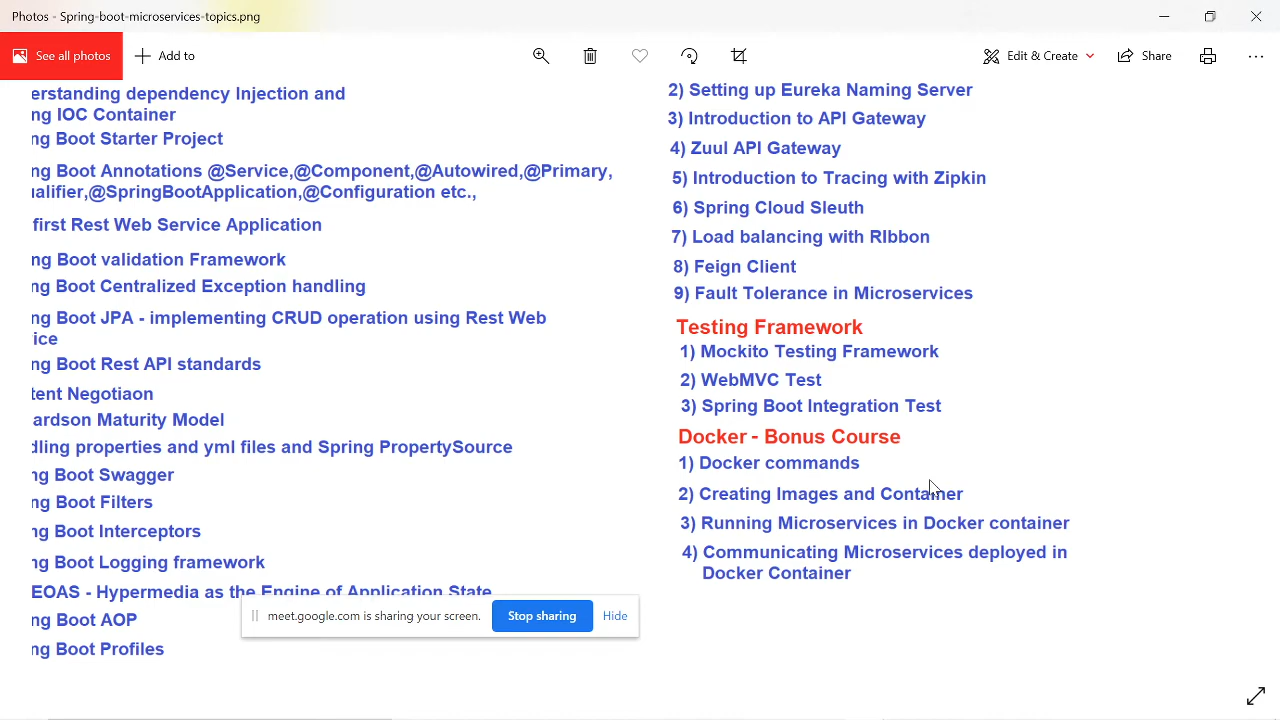 Photos - Spring-boot-microservices-topics.png
See all photos
Add to
Edit & Create
Share
erstanding dependency Injection and
ng IOC Container
ng Boot Starter Project
ng Boot Annotations @Service,@Component,@Autowired,@Primary,
ualifier,@SpringBootApplication,@Configuration etc.,
first Rest Web Service Application
ng Boot validation Framework
ng Boot Centralized Exception handling
ng Boot JPA - implementing CRUD operation using Rest Web
ice
ng Boot Rest API standards
tent Negotiaon
ardson Maturity Model
dling properties and yml files and Spring PropertySource
ng Boot Swagger
ng Boot Filters
ng Boot Interceptors
ng Boot Logging framework
EOAS - Hypermedia as the Engine of Application State
ng Boot AOP
ng Boot Profiles
2) Setting up Eureka Naming Server
3) Introduction to API Gateway
4) Zuul API Gateway
5) Introduction to Tracing with Zipkin
6) Spring Cloud Sleuth
7) Load balancing with RIbbon
8) Feign Client
9) Fault Tolerance in Microservices
Testing Framework
1) Mockito Testing Framework
2) WebMVC Test
3) Spring Boot Integration Test
Docker - Bonus Course
1) Docker commands
2) Creating Images and Container
3) Running Microservices in Docker container
4) Communicating Microservices deployed in
Docker Container
meet.google.com is sharing your screen.
Stop sharing
Hide